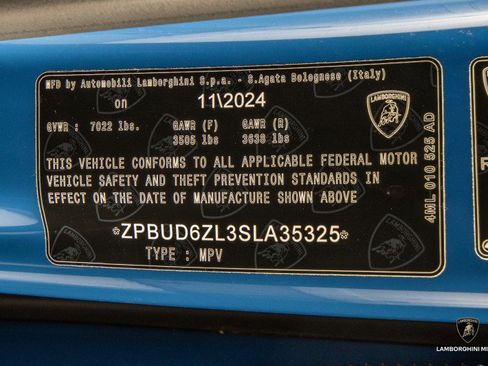 MFD by Automobili Lamborghini S.p.a. - S.Agata Bolognese (Italy)
on 11\2024
LAMBORGHINI
GVWR : 7022 lbs. GAWR (F) GAWR (R)
3505 lbs 3638 lbs.
THIS VEHICLE CONFORMS TO ALL APPLICABLE FEDERAL MOTOR
VEHICLE SAFETY AND THEFT PREVENTION STANDARDS IN
EFFECT ON THE DATE OF MANUFACTURE SHOWN ABOVE
*ZPBUD6ZL3SLA35325*
TYPE : MPV
4ML 010 525 AD
LAMBORGHINI